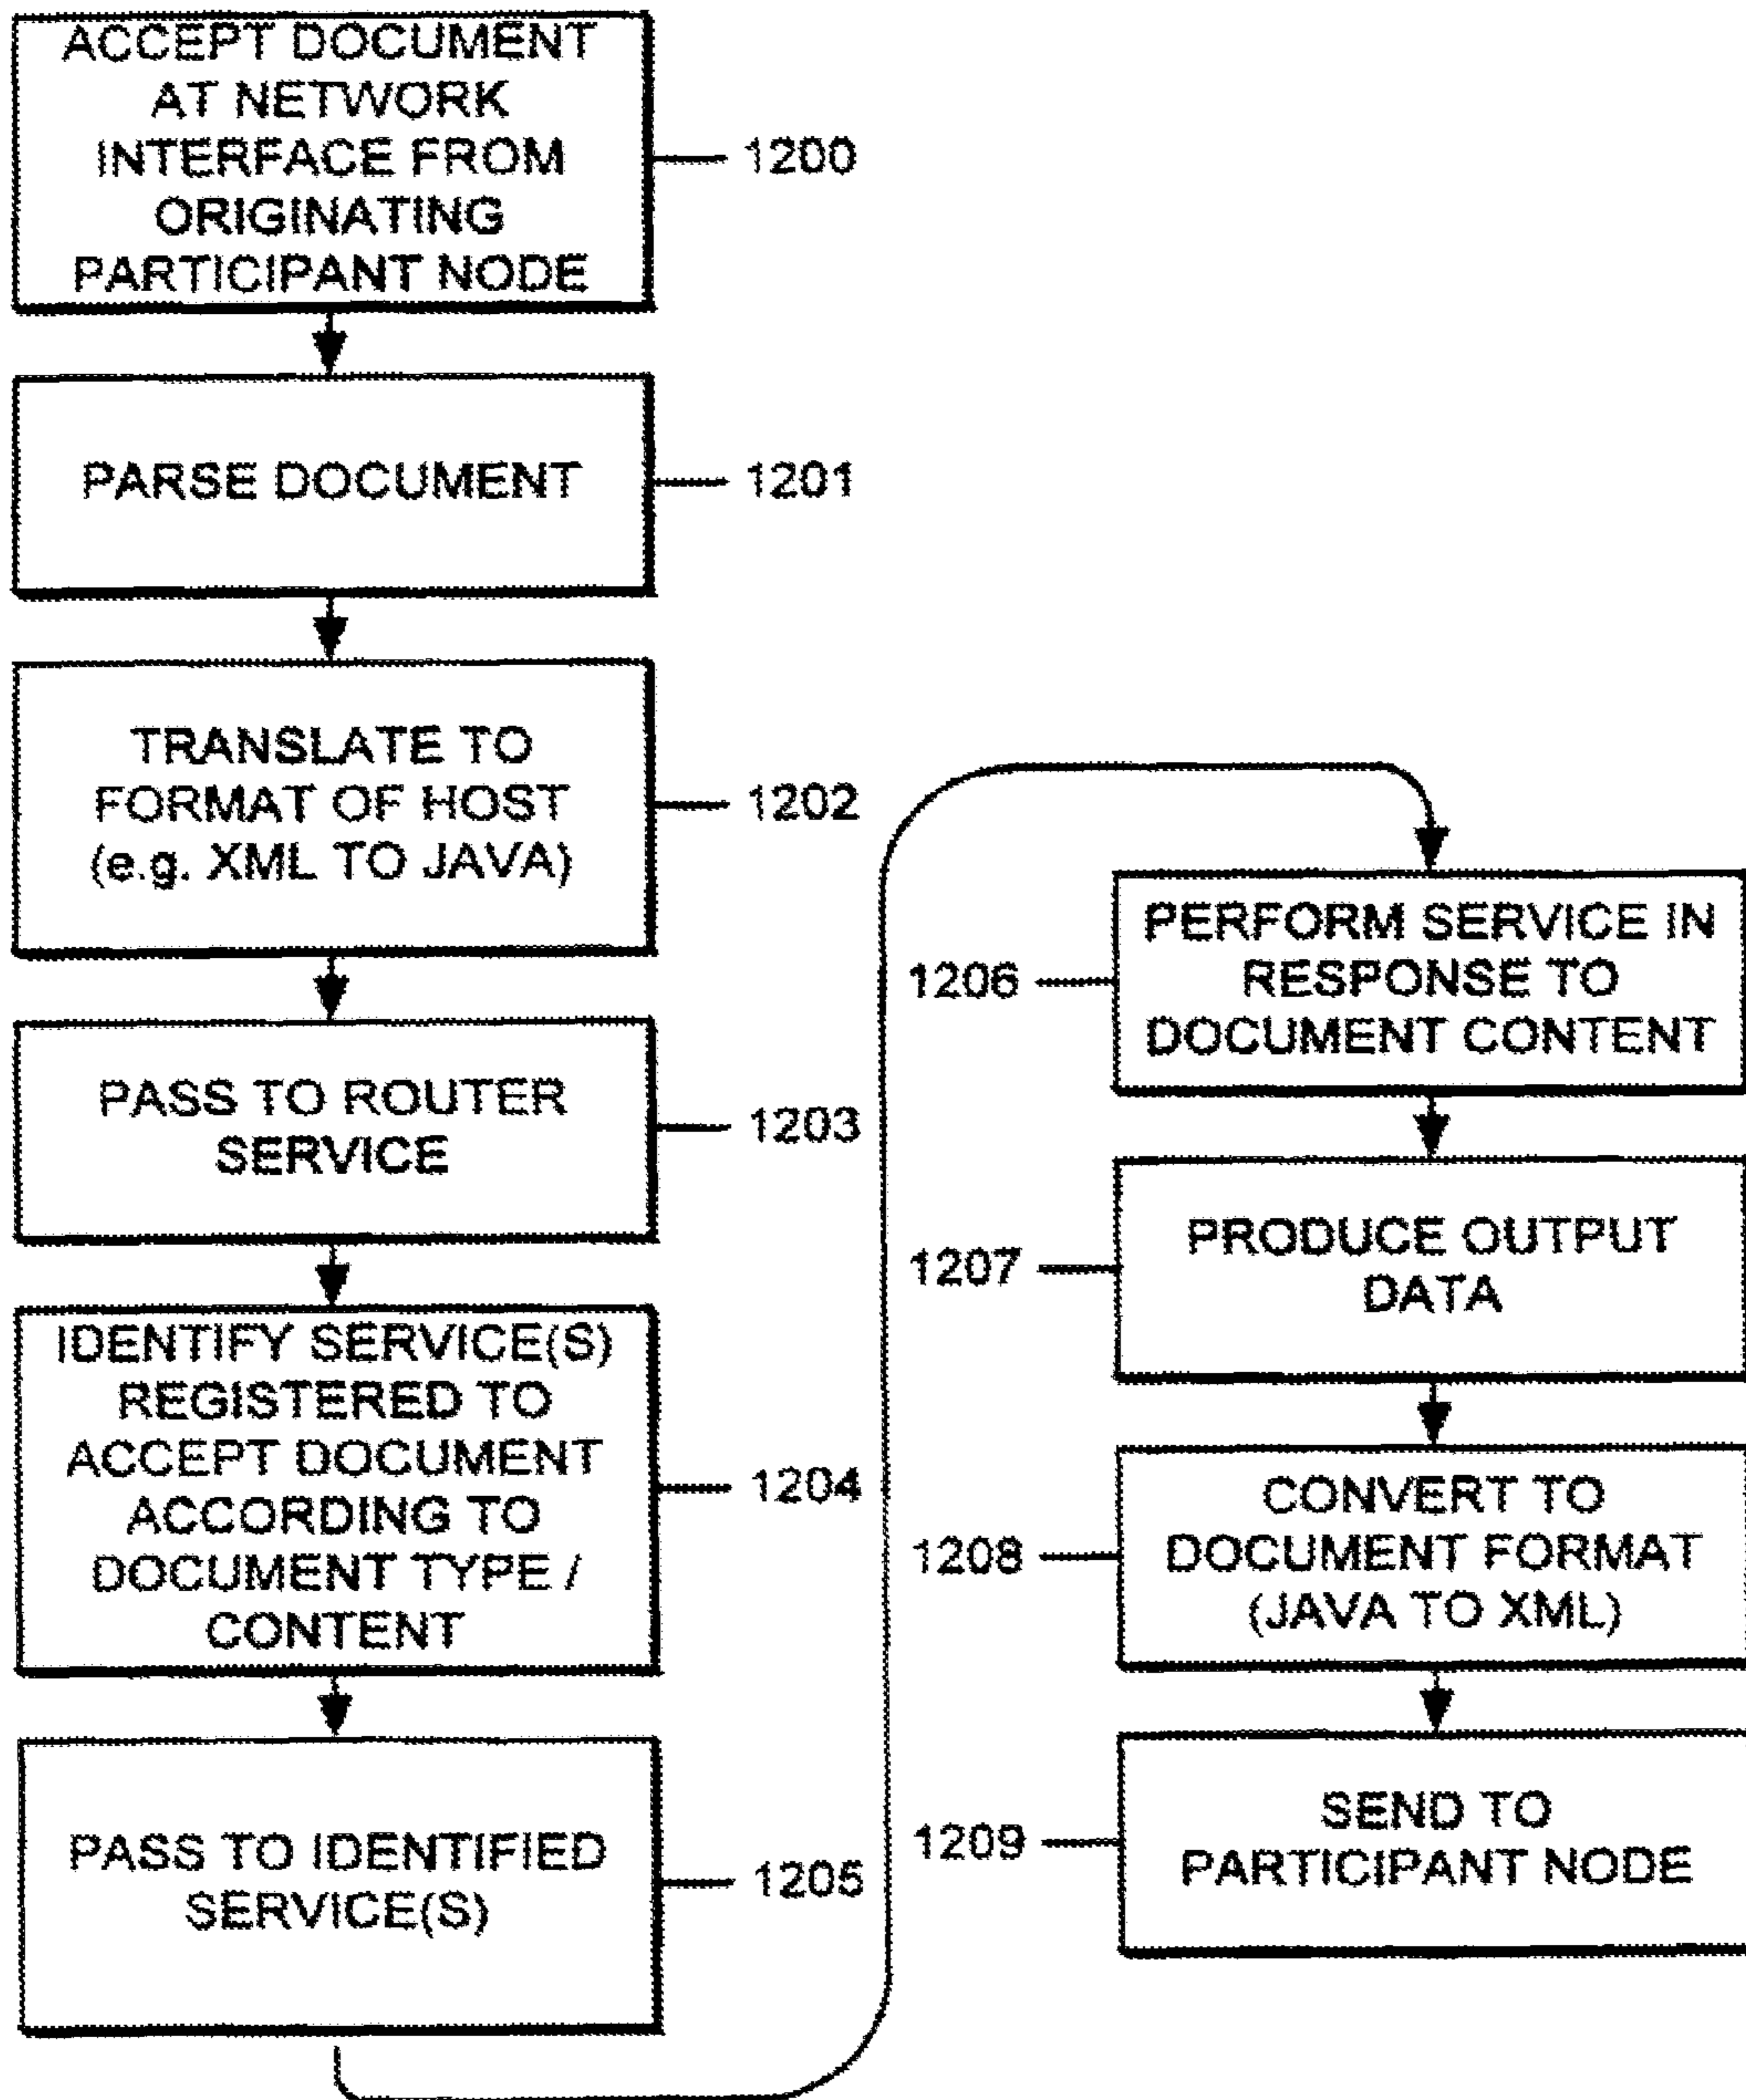 ACCEPT DOCUMENT
AT NETWORK
INTERFACE FROM
ORIGINATING
PARTICIPANT NODE
1200
PARSE DOCUMENT
1201
TRANSLATE TO
FORMAT OF HOST
(e.g. XML TO JAVA)
1202
PASS TO ROUTER
SERVICE
1203
IDENTIFY SERVICE(S)
REGISTERED TO
ACCEPT DOCUMENT
ACCORDING TO
DOCUMENT TYPE /
CONTENT
1204
PASS TO IDENTIFIED
SERVICE(S)
1205
PERFORM SERVICE IN
RESPONSE TO
DOCUMENT CONTENT
1206
PRODUCE OUTPUT
DATA
1207
CONVERT TO
DOCUMENT FORMAT
(JAVA TO XML)
1208
SEND TO
PARTICIPANT NODE
1209